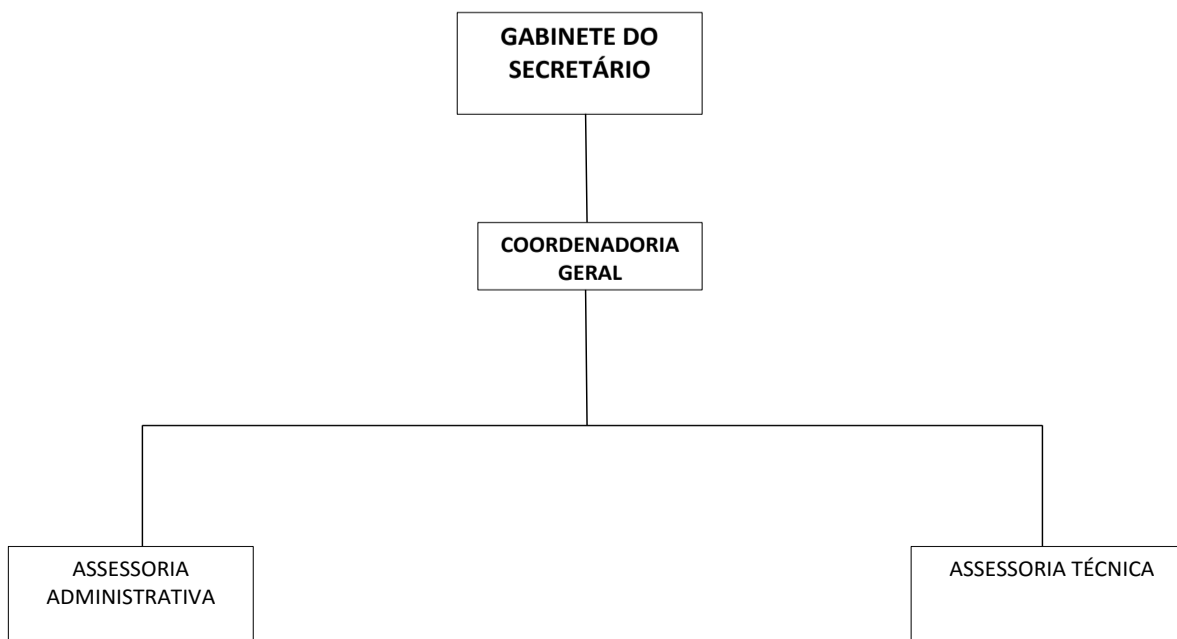 GABINETE DO
SECRETÁRIO
COORDENADORIA
GERAL
ASSESSORIA
ADMINISTRATIVA
ASSESSORIA TÉCNICA